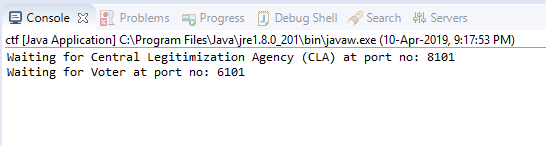 Console Problems Progress Debug Shell Search Servers
ctf [Java Application] C:\Program Files\Java\jre1.8.0_201\bin\javaw.exe (10-Apr-2019, 9:17:53 PM)
Waiting for Central Legitimization Agency (CLA) at port no: 8101
Waiting for Voter at port no: 6101